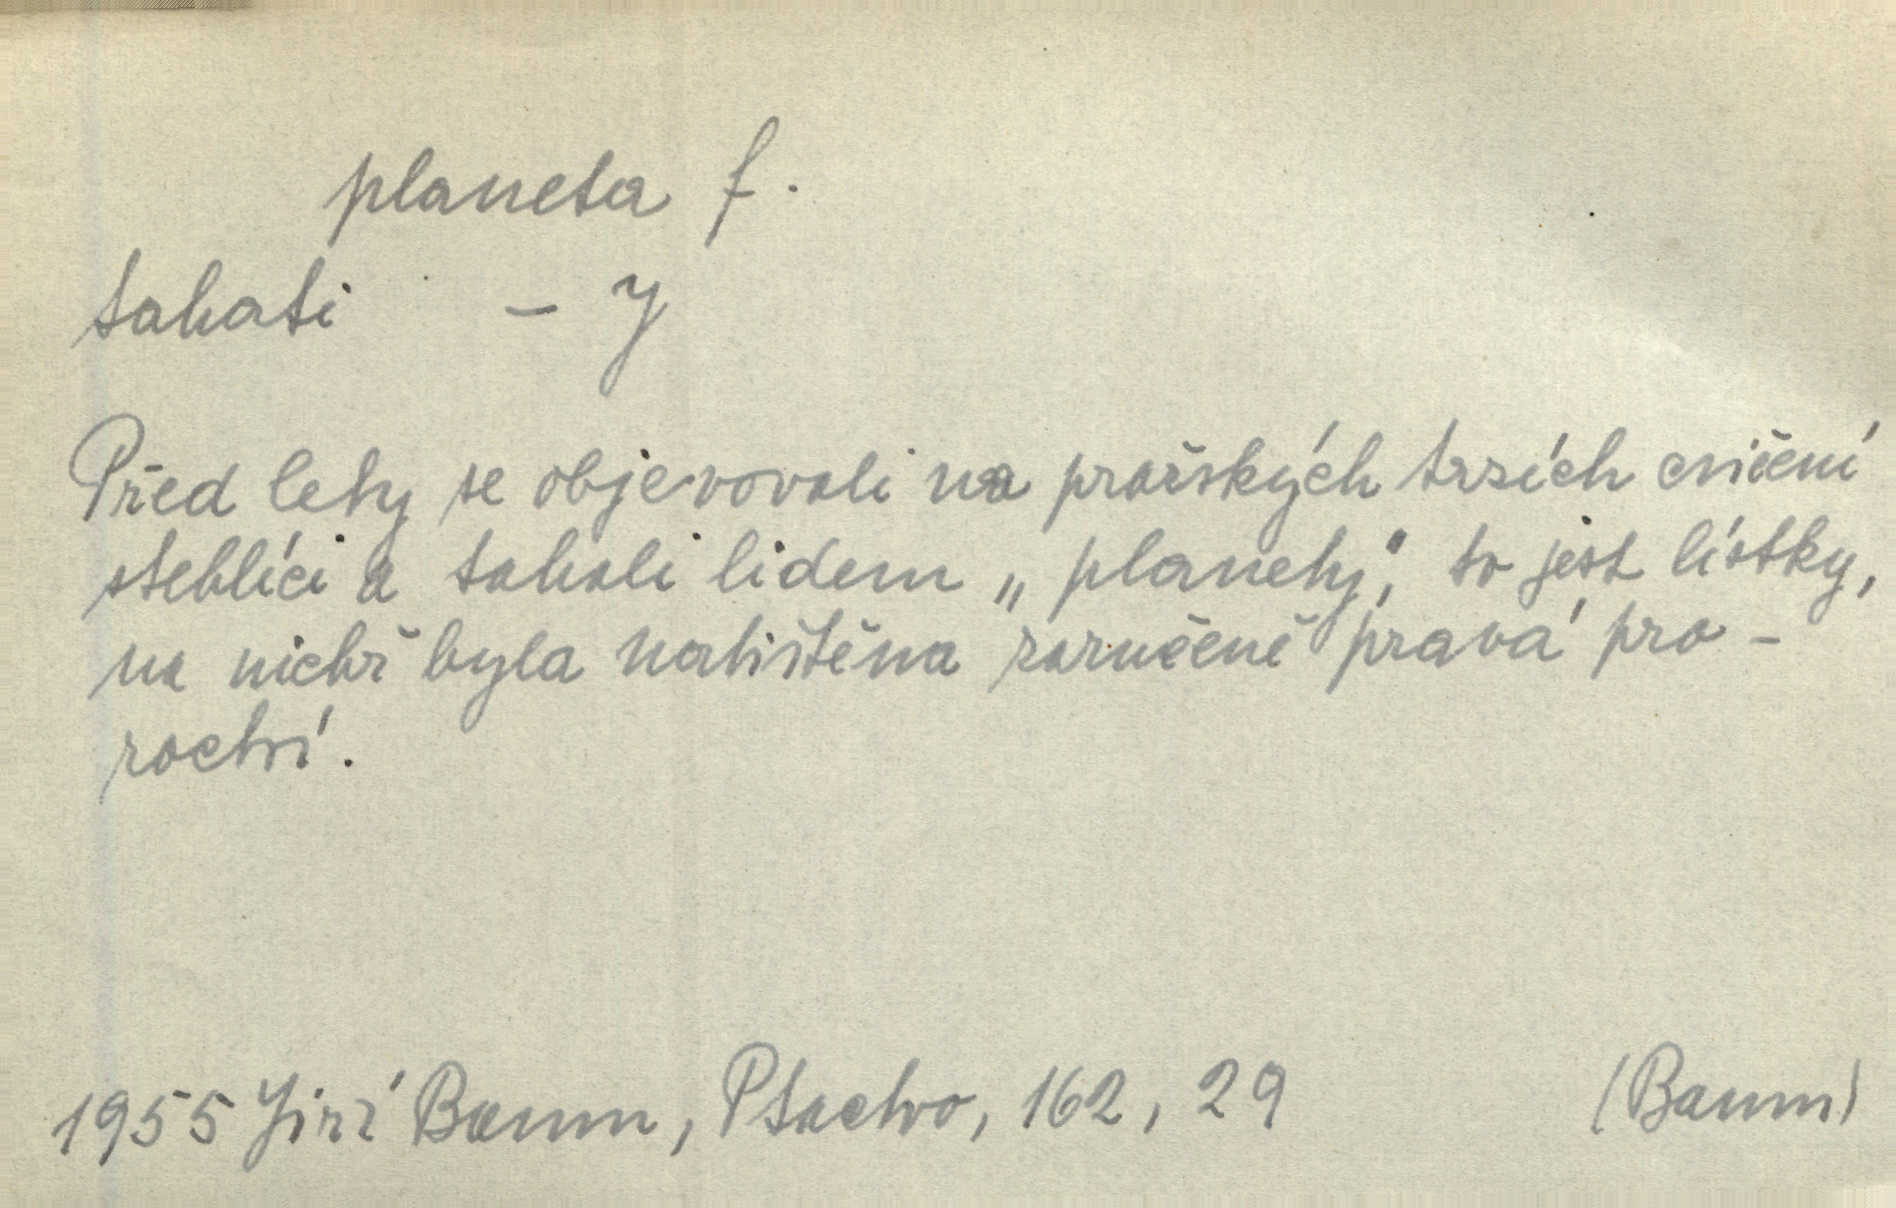 planeta f.
tahati – y
Před lety se objevovali na pražských trzích cvičení
stehlíci a tahali lidem „planety“, to jest lístky,
na nichž byla natištěna zaručeně pravá pro-
roctví.
1955 Jiří Baum, Ptactvo, 162, 29 (Baum)